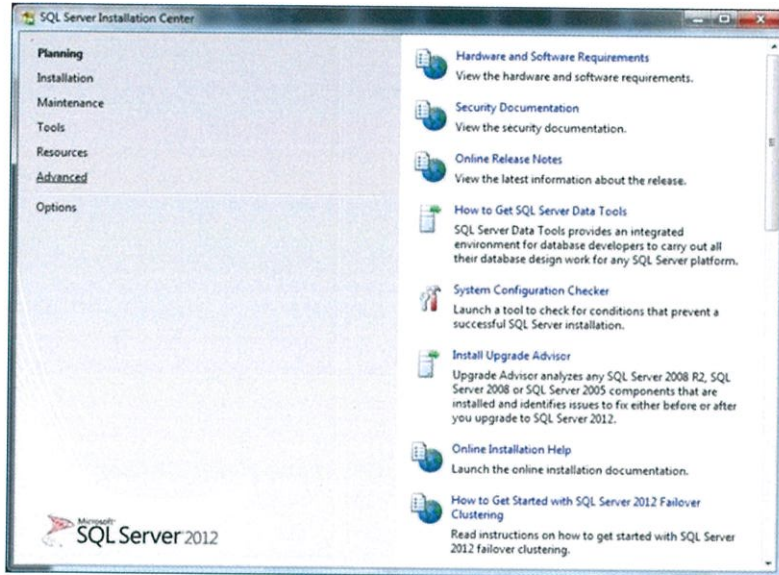 SQL Server Installation Center
Planning
Installation
Maintenance
Tools
Resources
Advanced
Options
Hardware and Software Requirements
View the hardware and software requirements.
Security Documentation
View the security documentation.
Online Release Notes
View the latest information about the release.
How to Get SQL Server Data Tools
SQL Server Data Tools provides an integrated
environment for database developers to carry out all
their database design work for any SQL Server platform.
System Configuration Checker
Launch a tool to check for conditions that prevent a
successful SQL Server installation.
Install Upgrade Advisor
Upgrade Advisor analyzes any SQL Server 2008 R2, SQL
Server 2008 or SQL Server 2005 components that are
installed and identifies issues to fix either before or after
you upgrade to SQL Server 2012.
Online Installation Help
Launch the online installation documentation.
How to Get Started with SQL Server 2012 Failover
Clustering
Read instructions on how to get started with SQL Server
2012 failover clustering.
Microsoft
SQL Server 2012